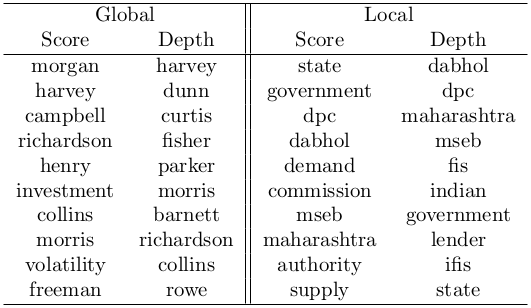 Global Local
Score Depth Score Depth
morgan harvey state dabhol
harvey dunn government dpc
campbell curtis dpc maharashtra
richardson fisher dabhol mseb
henry parker demand fis
investment morris commission indian
collins barnett mseb government
morris richardson maharashtra lender
volatility collins authority ifis
freeman rowe supply state